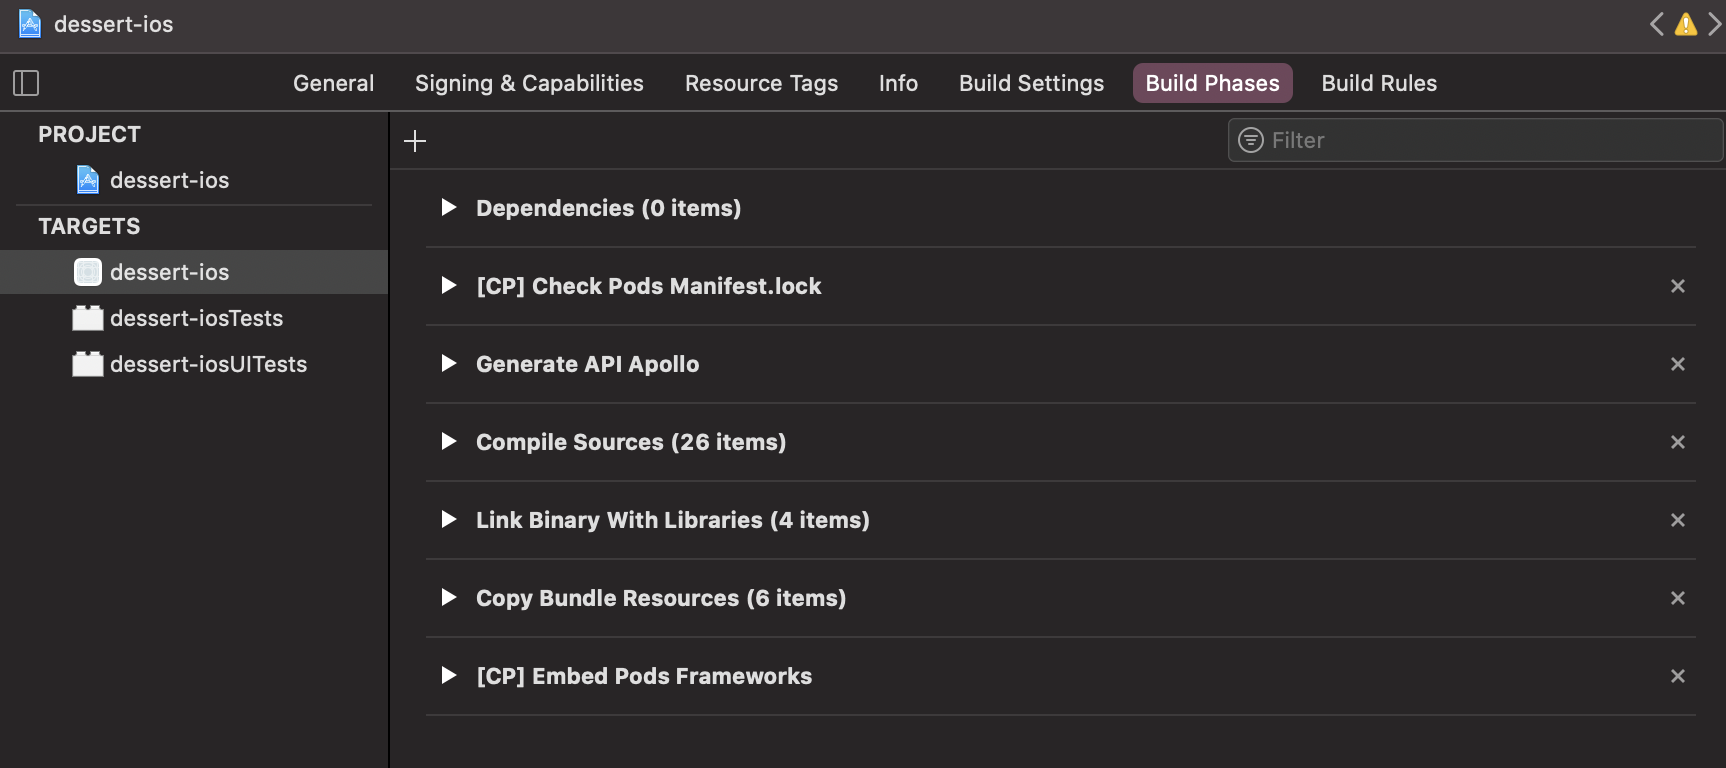 dessert-ios
General Signing & Capabilities Resource Tags Info Build Settings Build Phases Build Rules
PROJECT
dessert-ios
TARGETS
dessert-ios
dessert-iosTests
dessert-iosUITests
Filter
Dependencies (0 items)
[CP] Check Pods Manifest.lock
Generate API Apollo
Compile Sources (26 items)
Link Binary With Libraries (4 items)
Copy Bundle Resources (6 items)
[CP] Embed Pods Frameworks